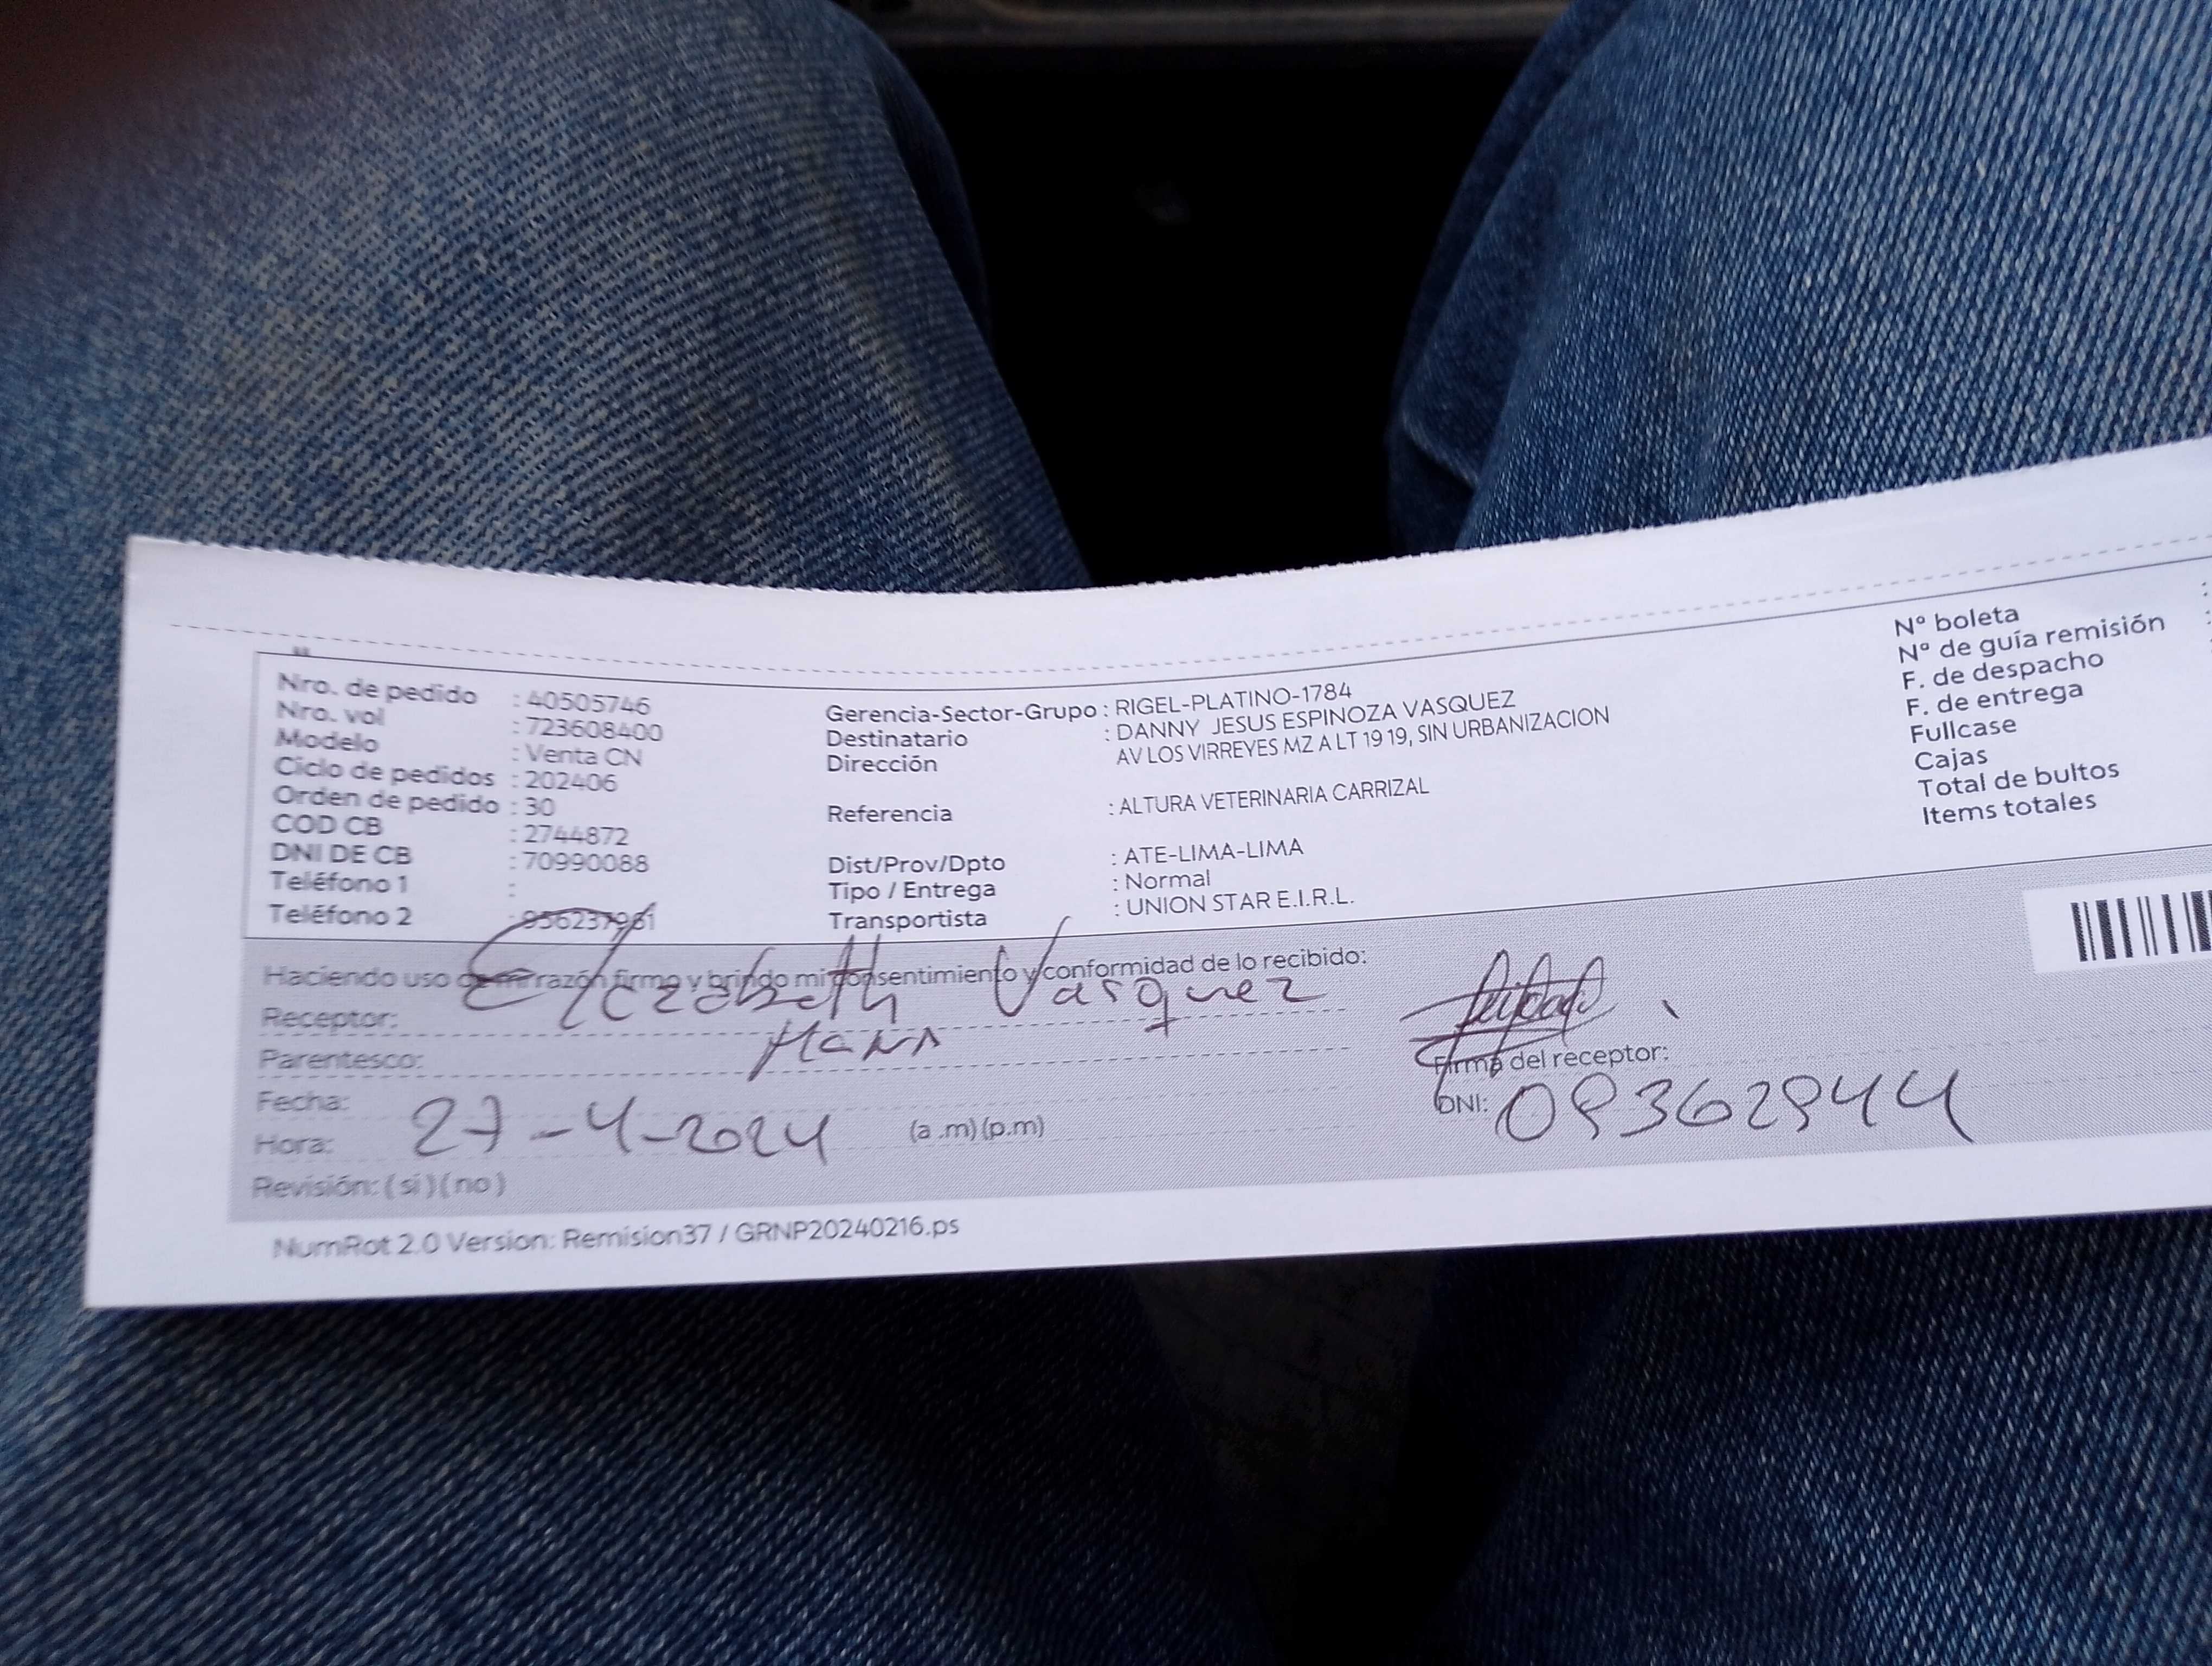 Nro. de pedido : 40505746
Nro. vol : 723608400
Modelo : Venta CN
Ciclo de pedidos : 202406
Orden de pedido : 30
COD CB : 2744872
DNI DE CB : 70990088
Teléfono 1 :
Teléfono 2 : 956237961
Gerencia-Sector-Grupo : RIGEL-PLATINO-1784
Destinatario : DANNY JESUS ESPINOZA VASQUEZ
Dirección AV LOS VIRREYES MZ A LT 19 19, SIN URBANIZACION
Referencia : ALTURA VETERINARIA CARRIZAL
Dist/Prov/Dpto : ATE-LIMA-LIMA
Tipo / Entrega : Normal
Transportista : UNION STAR E.I.R.L.
Nº boleta :
Nº de guía remisión :
F. de despacho
F. de entrega
Fullcase
Cajas
Total de bultos
Items totales
Haciendo uso de mi razón firmo y brindo mi consentimiento y conformidad de lo recibido:
Receptor: Elizabeth Vasquez
Parentesco:
Fecha: 27-4-2024
Hora: (a.m)(p.m)
Revisión: (si)(no)
Firma del receptor:
DNI: 09362944
NumRot 2.0 Version: Remision37 / GRNP20240216.ps